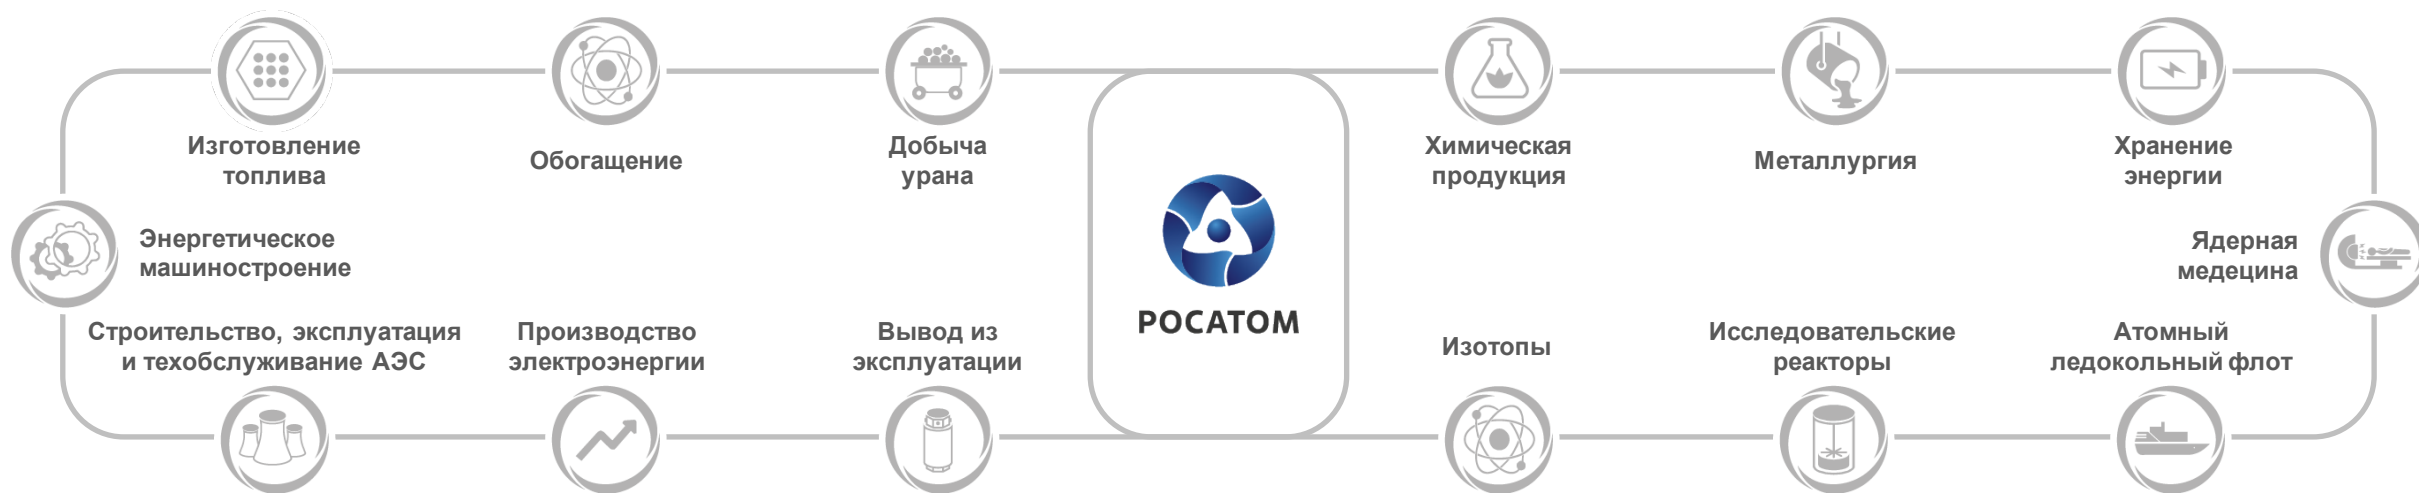 Изготовление
топлива
Обогащение
Добыча
урана
Химическая
продукция
Металлургия
Хранение
энергии
Энергетическое
машиностроение
Ядерная
медецина
РОСАТОМ
Строительство, эксплуатация
и техобслуживание АЭС
Производство
электроэнергии
Вывод из
эксплуатации
Изотопы
Исследовательские
реакторы
Атомный
ледокольный флот